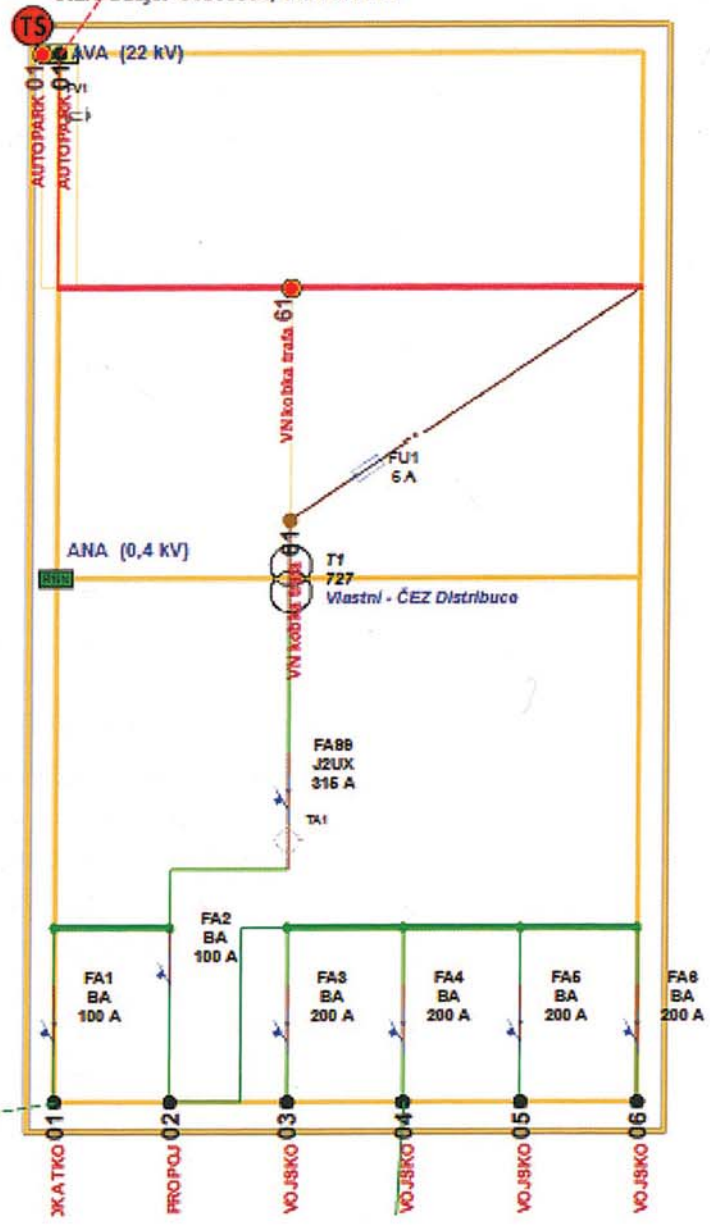 TS
AVA (22 kV)
AUTOPARK 01
AUTOPARK 01
VN kobka trafa 61
FU1
6 A
ANA (0,4 kV)
T1
727
Vlastní - ČEZ Distribuce
VN kobka trafa 61
FA99
J2UX
315 A
TA1
FA2
BA
100 A
FA1
BA
100 A
FA3
BA
200 A
FA4
BA
200 A
FA5
BA
200 A
FA6
BA
200 A
01
PROPOJ 02
VOJSKO 03
VOJSKO 04
VOJSKO 05
VOJSKO 06